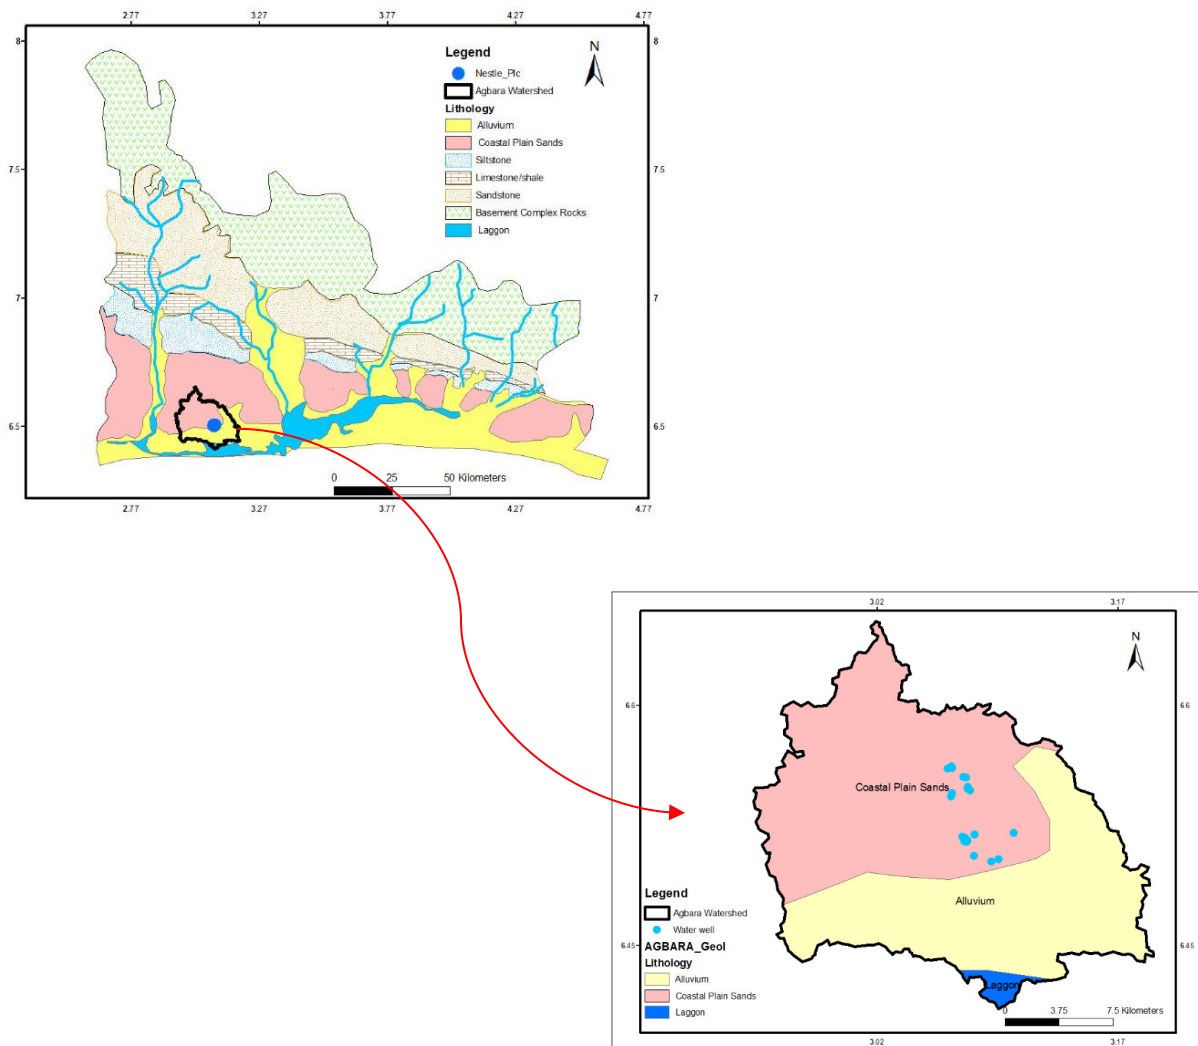 2.77 3.27 3.77 4.27 4.77
8 8
Legend
N
Nestle_Plc
Agbara Watershed
Lithology
Alluvium
Coastal Plain Sands
7.5 7.5
Siltstone
Limestone/shale
Sandstone
Basement Complex Rocks
Laggon
7 7
6.5 6.5
0 25 50 Kilometers
2.77 3.27 3.77 4.27 4.77
3.02 3.17
N
6.6 6.6
Coastal Plain Sands
Legend
Alluvium
Agbara Watershed
Water well
6.45 6.45
AGBARA_Geol
Lithology
Alluvium
Laggon
Coastal Plain Sands
Laggon
0 3.75 7.5 Kilometers
3.02 3.17